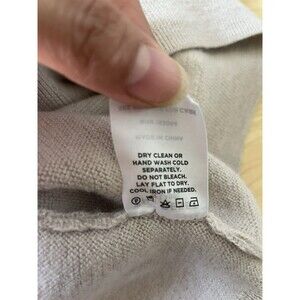 MADE IN CHINA
DRY CLEAN OR
HAND WASH COLD
SEPARATELY.
DO NOT BLEACH.
LAY FLAT TO DRY.
COOL IRON IF NEEDED.